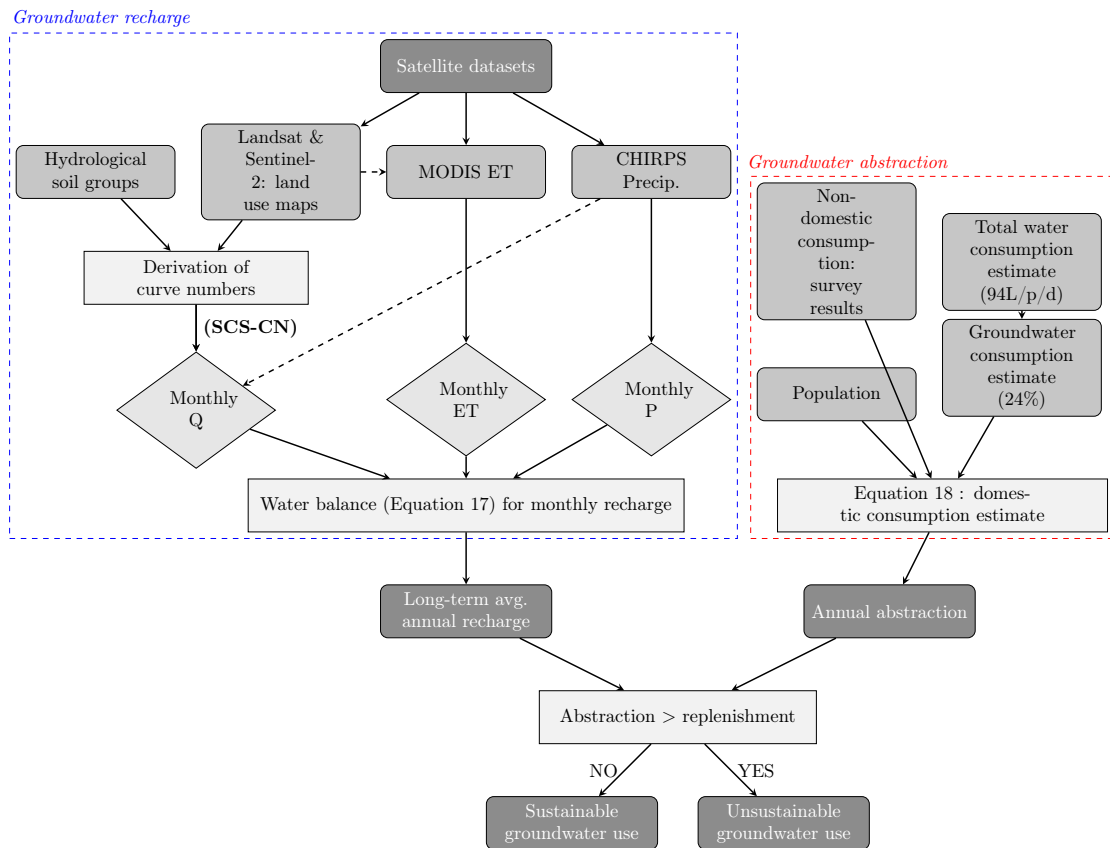 Groundwater recharge
Satellite datasets
Hydrological
soil groups
Landsat &
Sentinel-
2: land
use maps
MODIS ET
CHIRPS
Precip.
Derivation of
curve numbers
(SCS-CN)
Monthly
Q
Monthly
ET
Monthly
P
Water balance (Equation 17) for monthly recharge
Groundwater abstraction
Non-
domestic
consump-
tion:
survey
results
Total water
consumption
estimate
(94L/p/d)
Groundwater
consumption
estimate
(24%)
Population
Equation 18 : domes-
tic consumption estimate
Long-term avg.
annual recharge
Annual abstraction
Abstraction > replenishment
NO
YES
Sustainable
groundwater use
Unsustainable
groundwater use